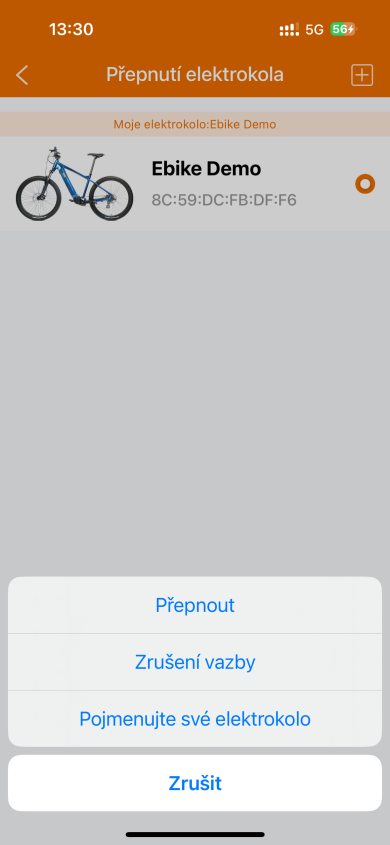 13:30
5G 56
Přepnutí elektrokola
Moje elektrokolo:Ebike Demo
Ebike Demo
8C:59:DC:FB:DF:F6
Přepnout
Zrušení vazby
Pojmenujte své elektrokolo
Zrušit